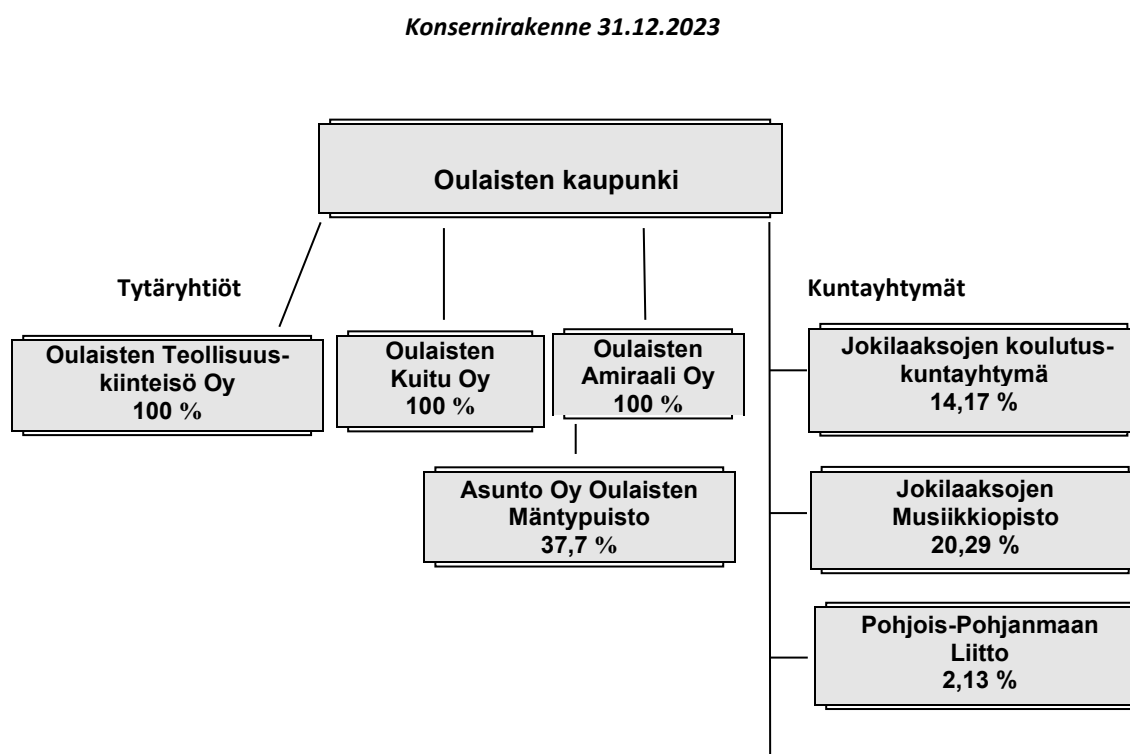 Konsernirakenne 31.12.2023
Oulaisten kaupunki
Tytäryhtiöt
Kuntayhtymät
Oulaisten Teollisuus-
kiinteisö Oy
100 %
Oulaisten
Kuitu Oy
100 %
Oulaisten
Amiraali Oy
100 %
Asunto Oy Oulaisten
Mäntypuisto
37,7 %
Jokilaaksojen koulutus-
kuntayhtymä
14,17 %
Jokilaaksojen
Musiikkiopisto
20,29 %
Pohjois-Pohjanmaan
Liitto
2,13 %